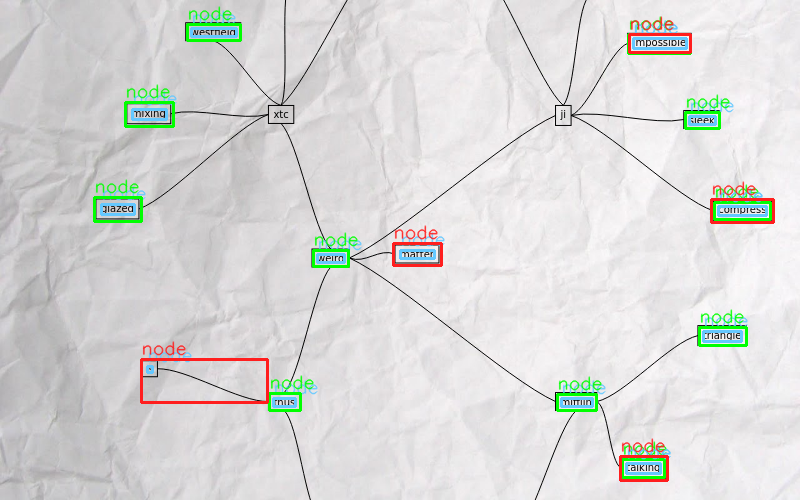 node
westfield
node
impossible
node
mixing
xtc
ji
node
sleek
node
glazed
node
compress
node
weird
node
matter
node
triangle
node
node
thus
node
mifflin
node
talking